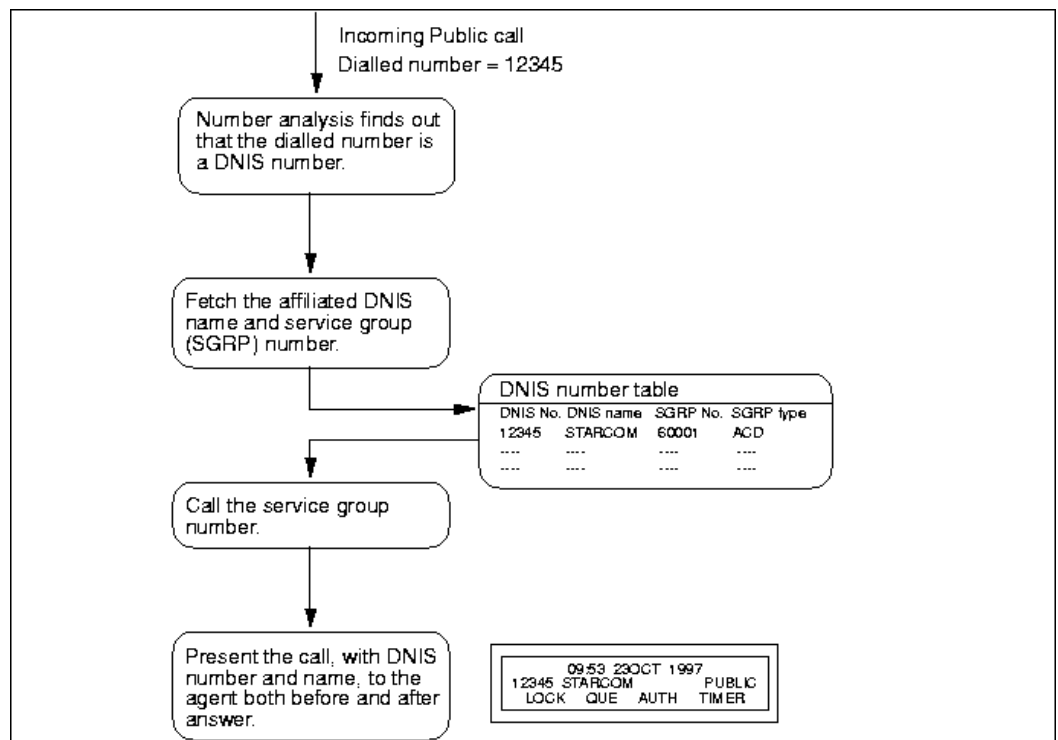 Incoming Public call
Dialled number = 12345
Number analysis finds out
that the dialled number is
a DNIS number.
Fetch the affiliated DNIS
name and service group
(SGRP) number.
DNIS number table
DNIS No. DNIS name SGRP No. SGRP type
12345 STARCOM 60001 ACD
---- ---- ---- ----
---- ---- ---- ----
Call the service group
number.
Present the call, with DNIS
number and name, to the
agent both before and after
answer.
09:53 23OCT 1997
12345 STARCOM PUBLIC
LOCK QUE AUTH TIMER